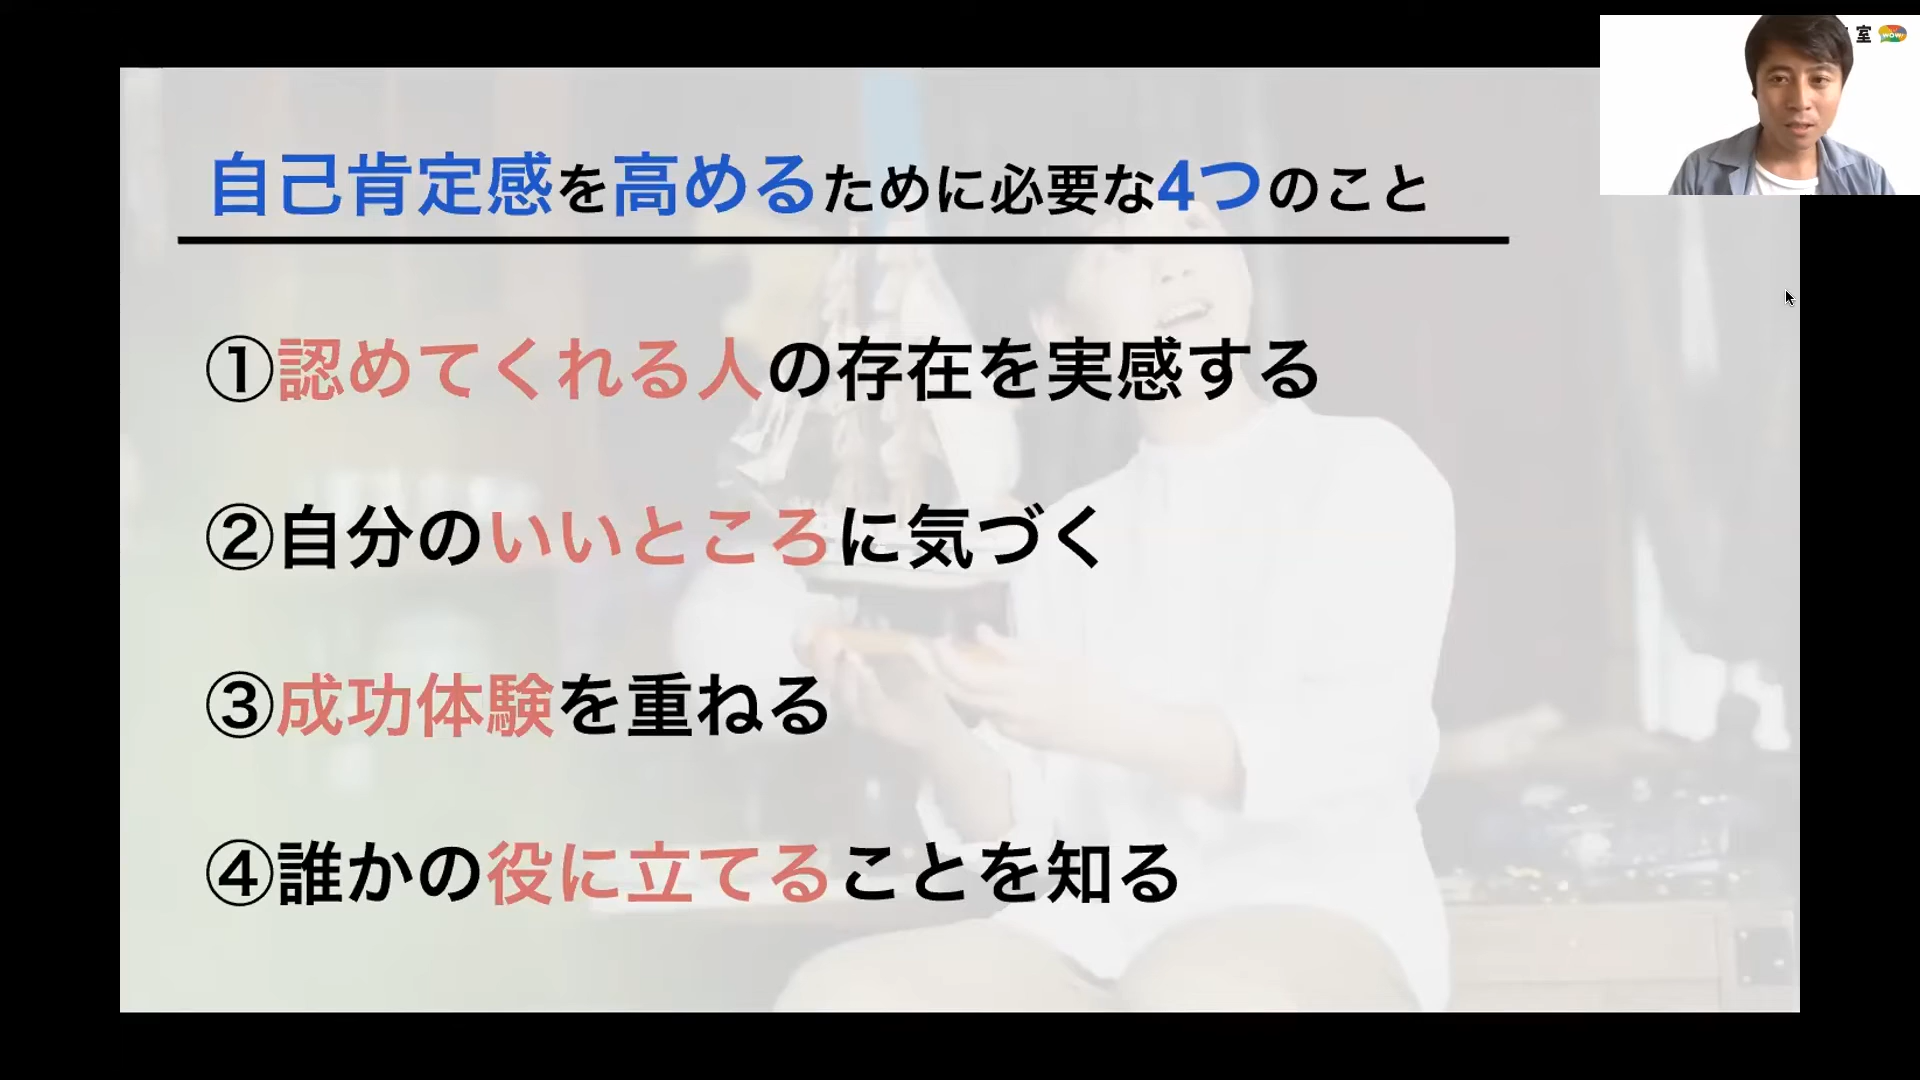 自己肯定感を高めるために必要な4つのこと
室 WOW!
①認めてくれる人の存在を実感する
②自分のいいところに気づく
③成功体験を重ねる
④誰かの役に立てることを知る